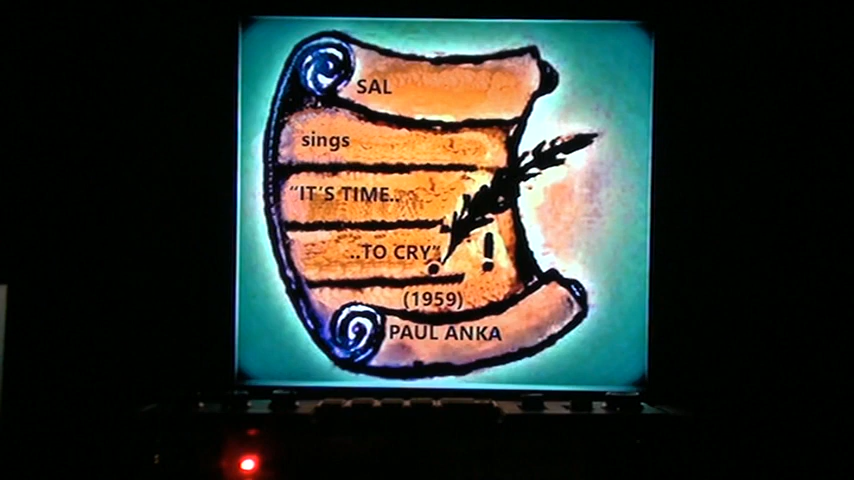 SAL
sings
“IT'S TIME..
..TO CRY”
!
(1959)
PAUL ANKA